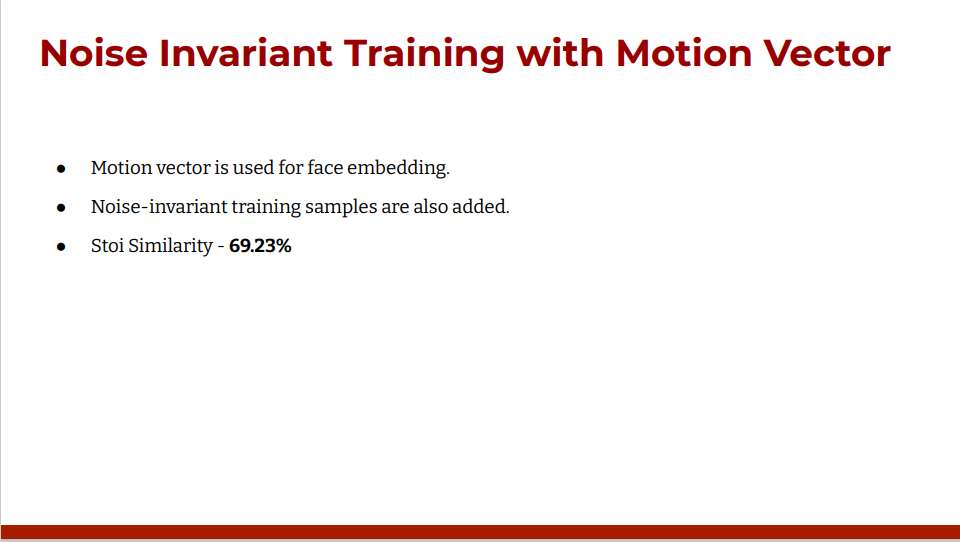 Noise Invariant Training with Motion Vector
● Motion vector is used for face embedding.
● Noise-invariant training samples are also added.
● Stoi Similarity - 69.23%